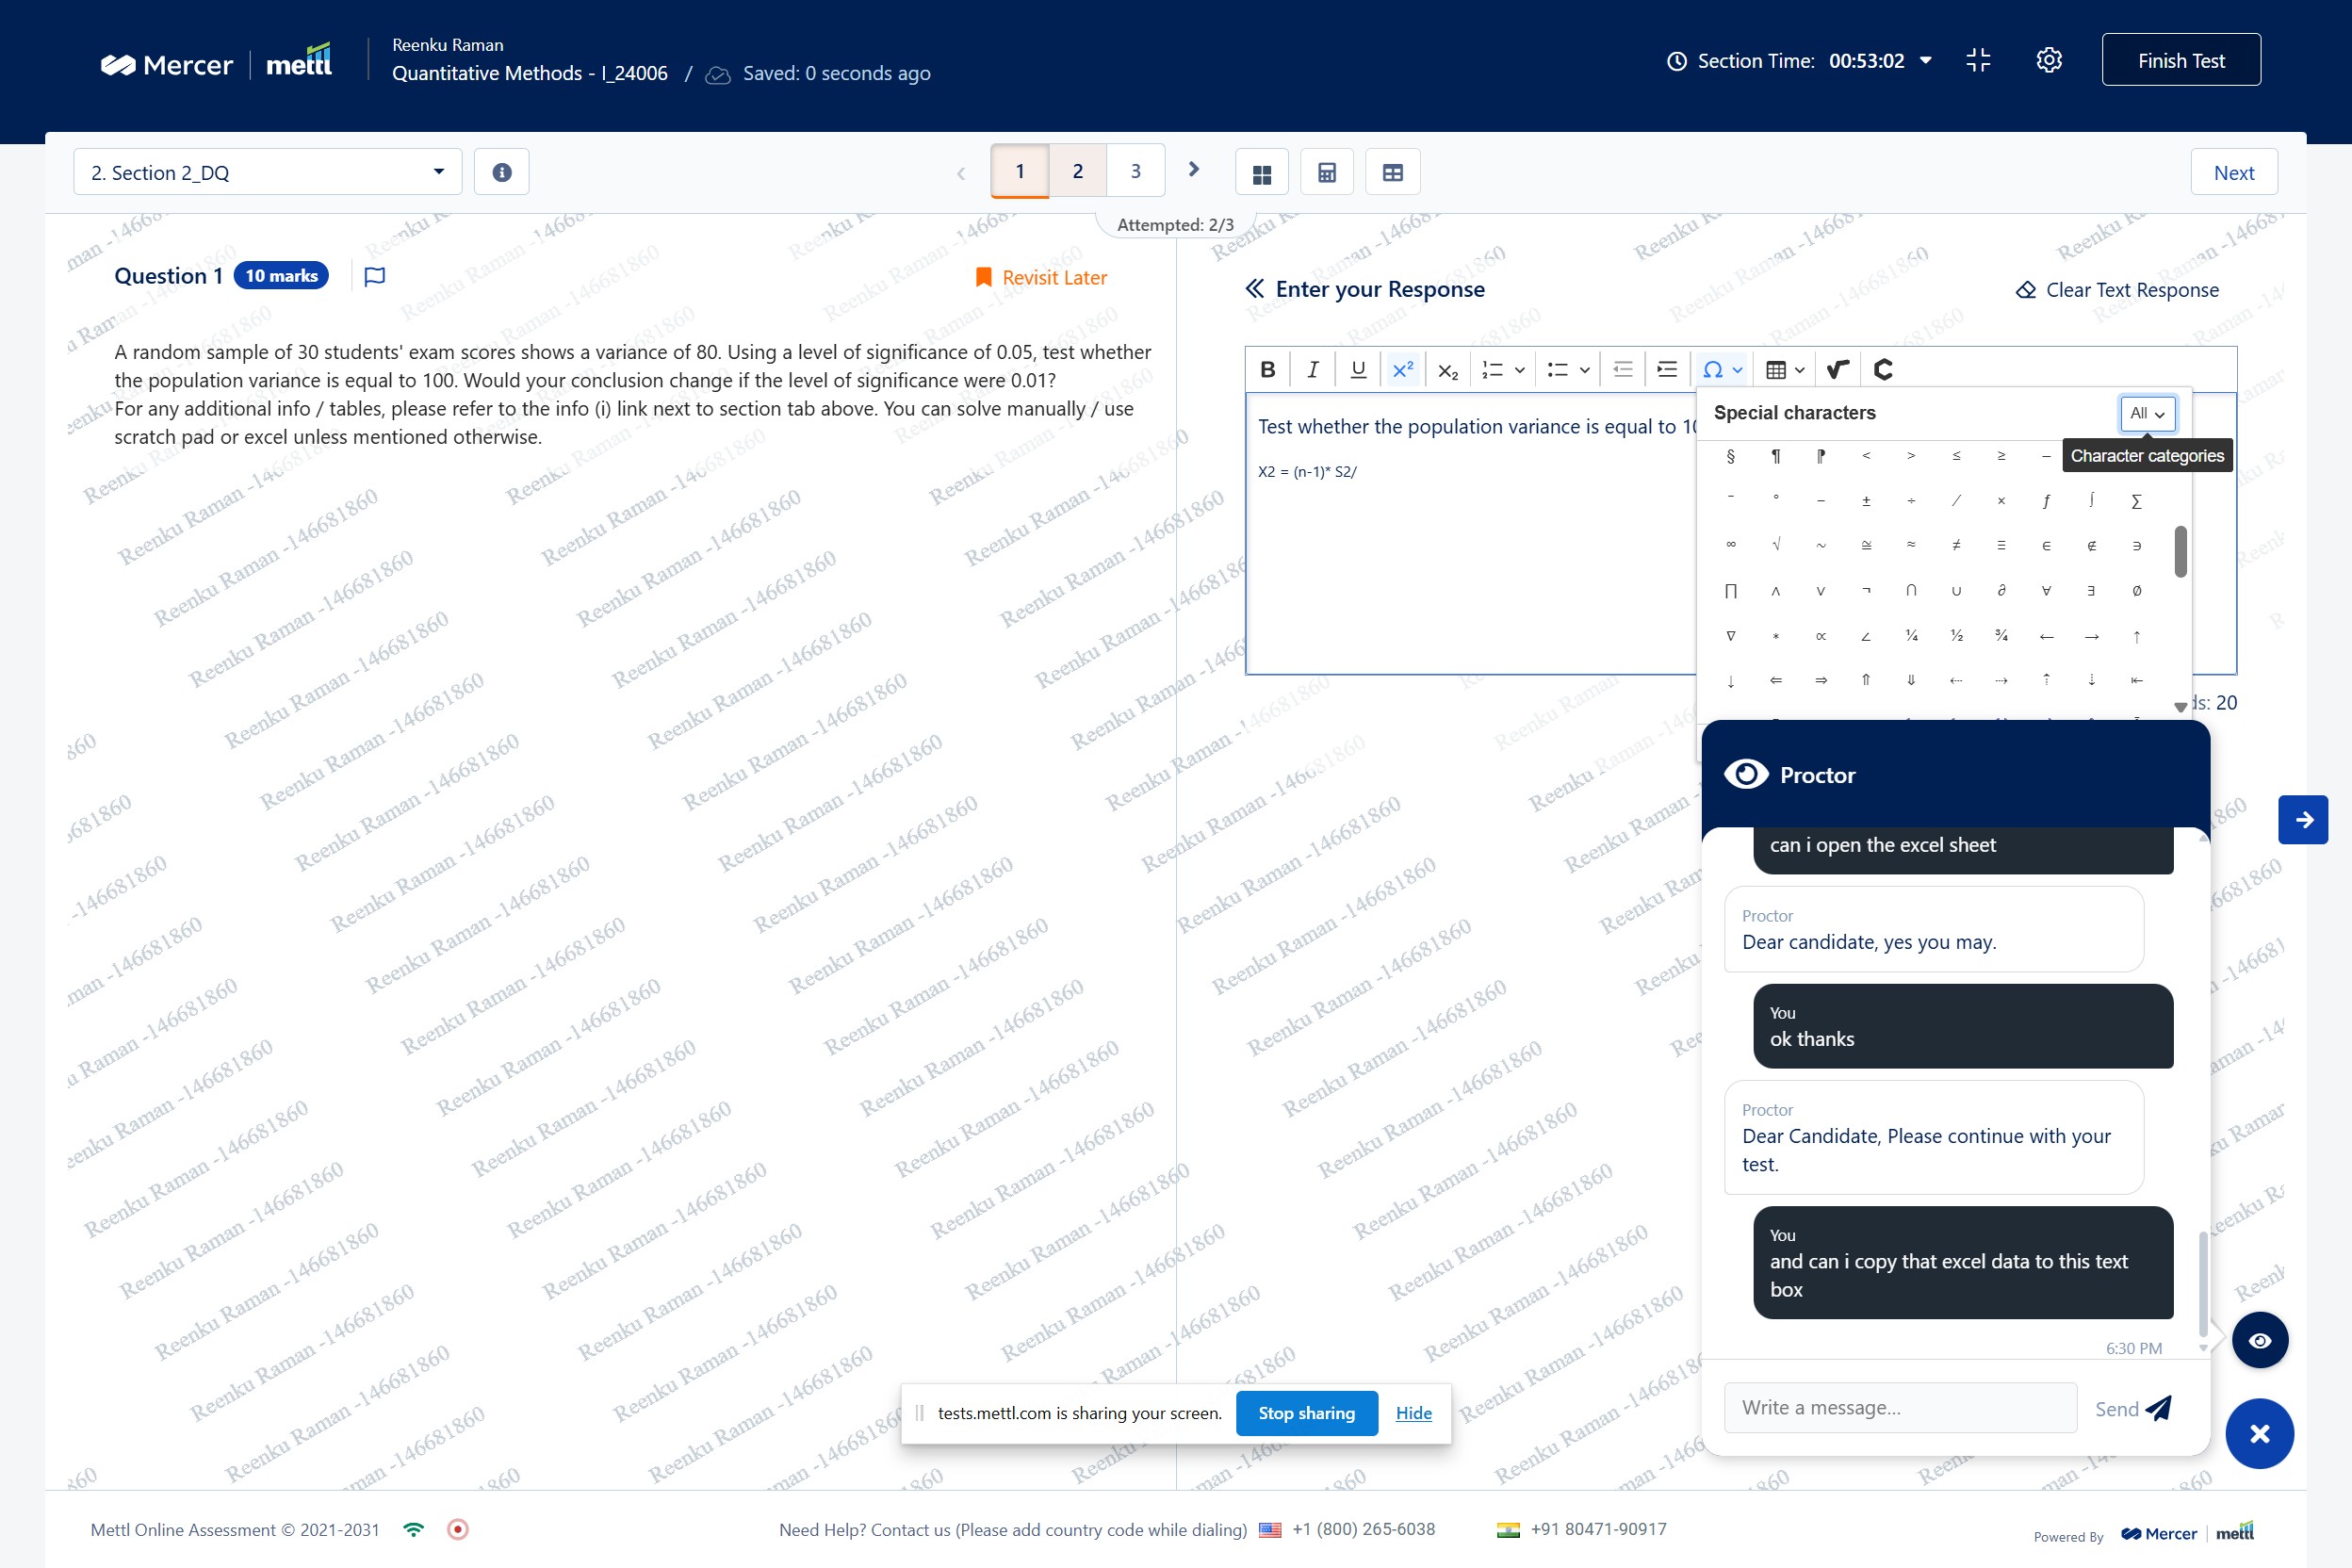 Mercer mettl
Reenku Raman
Quantitative Methods - I_24006 / Saved: 0 seconds ago
Section Time: 00:53:02
Finish Test
2. Section 2_DQ
1 2 3
Next
Attempted: 2/3
Question 1 10 marks
Revisit Later
A random sample of 30 students' exam scores shows a variance of 80. Using a level of significance of 0.05, test whether
the population variance is equal to 100. Would your conclusion change if the level of significance were 0.01?
For any additional info / tables, please refer to the info (i) link next to section tab above. You can solve manually / use
scratch pad or excel unless mentioned otherwise.
Enter your Response
Clear Text Response
B I U x² x₂ Ω
Test whether the population variance is equal to 10
X2 = (n-1)* S2/
Special characters
All
Character categories
§ ¶ ⁋ < > ≤ ≥ –
¯ ° − ± ÷ ⁄ × ƒ ∫ ∑
∞ √ ∼ ≅ ≈ ≠ ≡ ∈ ∉ ∋
∏ ∧ ∨ ¬ ∩ ∪ ∂ ∀ ∃ ∅
∇ ∗ ∝ ∠ ¼ ½ ¾ ← → ↑
↓ ⇐ ⇒ ⇑ ⇓ ⇠ ⇢ ⇡ ⇣ ⇤
ds: 20
Proctor
can i open the excel sheet
Proctor
Dear candidate, yes you may.
You
ok thanks
Proctor
Dear Candidate, Please continue with your
test.
You
and can i copy that excel data to this text
box
6:30 PM
Write a message...
Send
tests.mettl.com is sharing your screen.
Stop sharing
Hide
Mettl Online Assessment © 2021-2031
Need Help? Contact us (Please add country code while dialing) +1 (800) 265-6038 +91 80471-90917
Powered By Mercer mettl
Reenku Raman -146681860